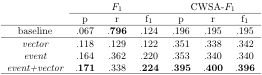 F₁ CWSA-F₁
p r f1 p r f1
baseline .067 .796 .124 .196 .195 .195
vector .118 .129 .122 .351 .338 .342
event .164 .362 .220 .353 .340 .340
event+vector .171 .338 .224 .395 .400 .396